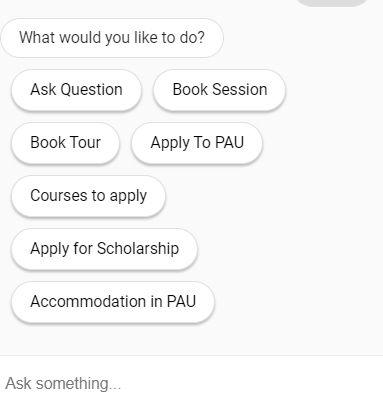 What would you like to do?
Ask Question Book Session
Book Tour Apply To PAU
Courses to apply
Apply for Scholarship
Accommodation in PAU
Ask something...